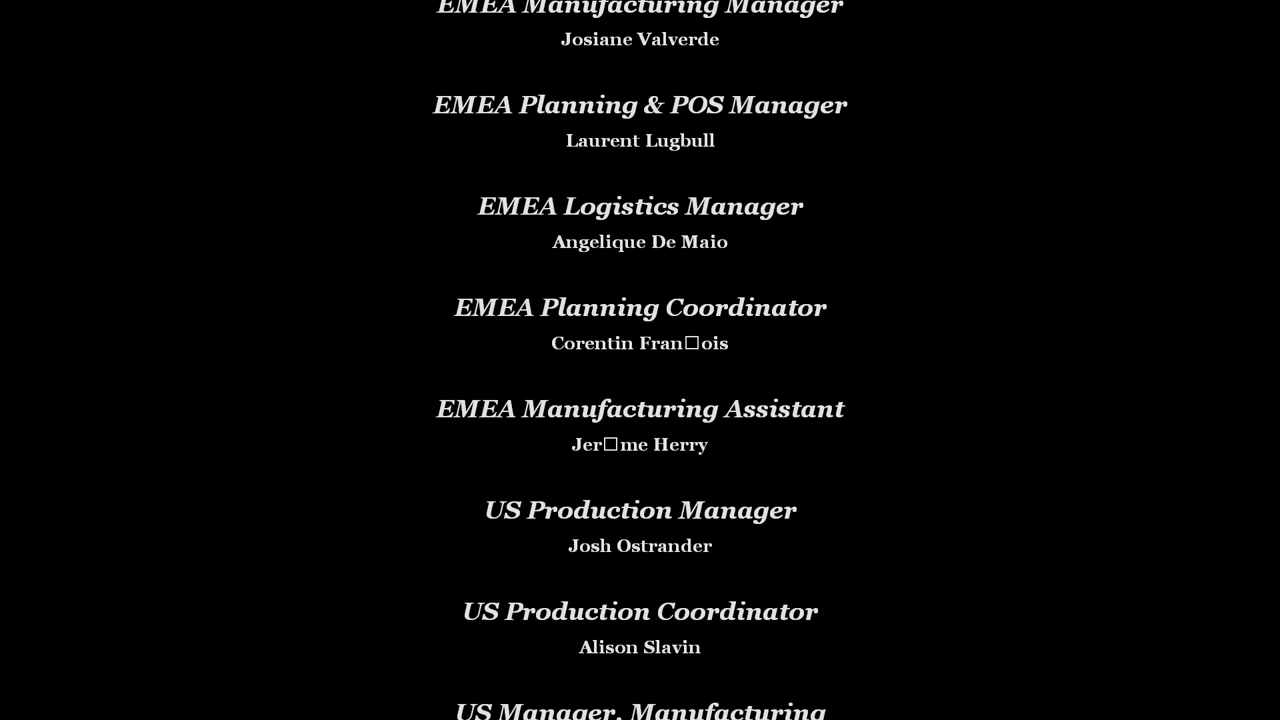 EMEA Manufacturing Manager
Josiane Valverde
EMEA Planning & POS Manager
Laurent Lugbull
EMEA Logistics Manager
Angelique De Maio
EMEA Planning Coordinator
Corentin Fran□ois
EMEA Manufacturing Assistant
Jer□me Herry
US Production Manager
Josh Ostrander
US Production Coordinator
Alison Slavin
US Manager, Manufacturing